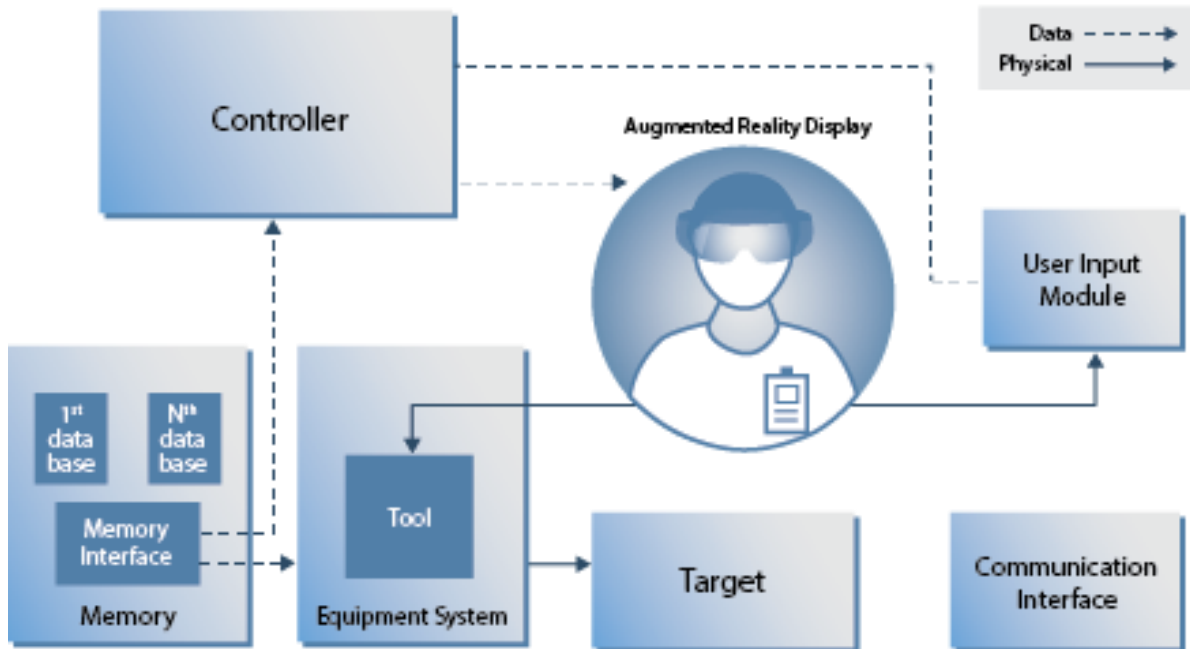 Data
Physical
Controller
Augmented Reality Display
User Input
Module
1st
data
base
Nth
data
base
Memory
Interface
Memory
Tool
Equipment System
Target
Communication
Interface